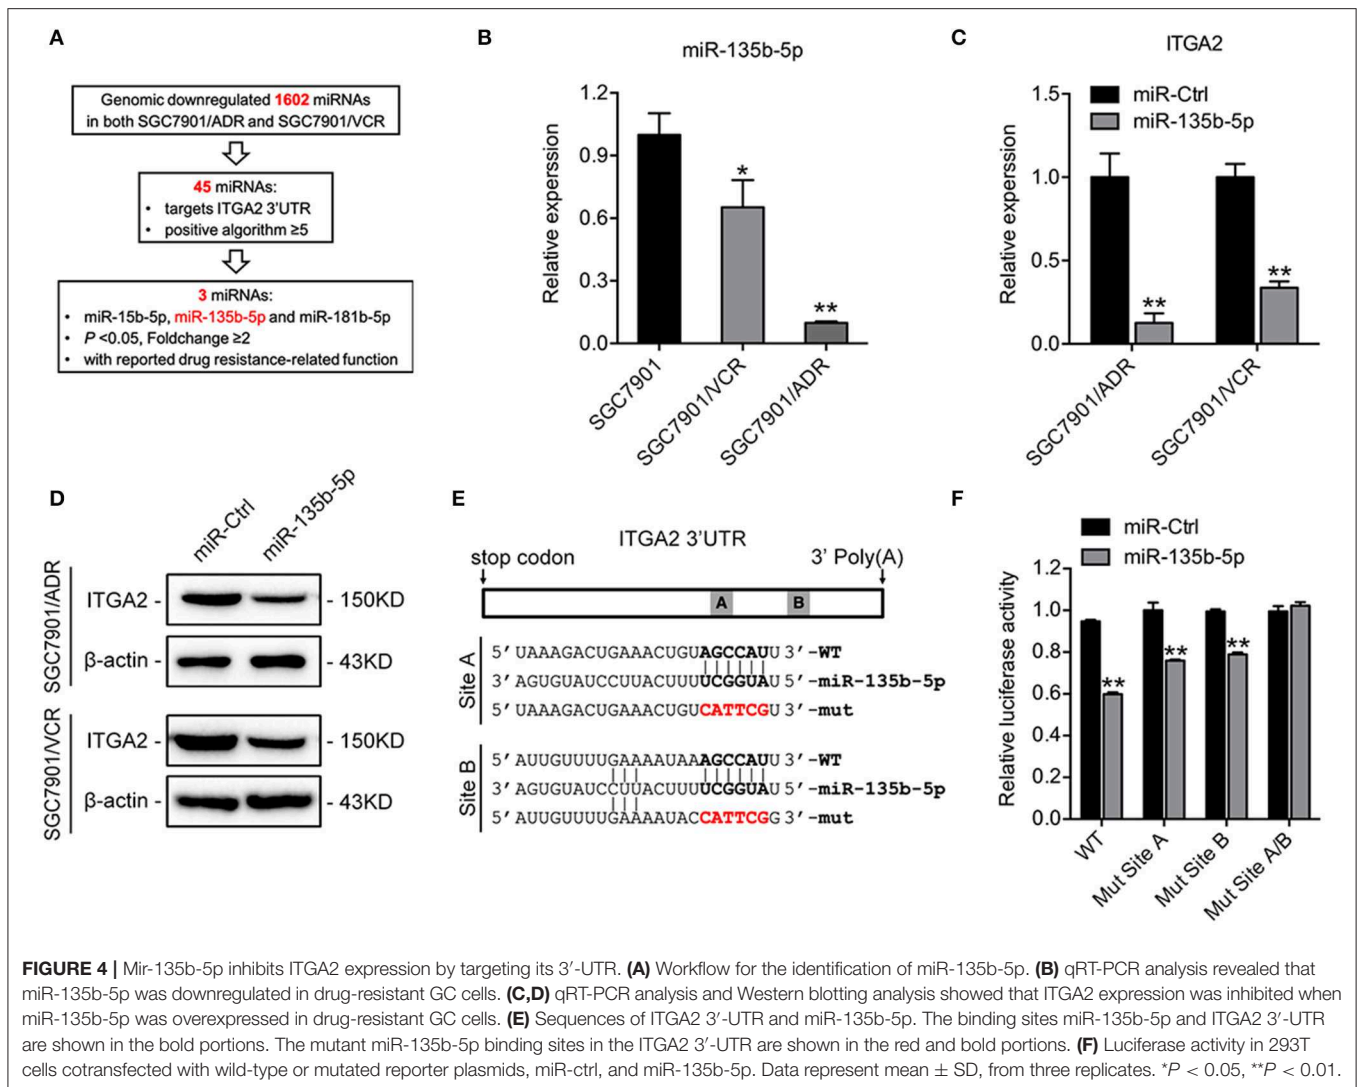 A
Genomic downregulated 1602 miRNAs
in both SGC7901/ADR and SGC7901/VCR
45 miRNAs:
• targets ITGA2 3'UTR
• positive algorithm ≥5
3 miRNAs:
• miR-15b-5p, miR-135b-5p and miR-181b-5p
• P <0.05, Foldchange ≥2
• with reported drug resistance-related function
B
miR-135b-5p
Relative experssion
1.2
0.9
0.6
0.3
0.0
*
**
SGC7901
SGC7901/VCR
SGC7901/ADR
C
ITGA2
miR-Ctrl
miR-135b-5p
Relative experssion
1.5
1.0
0.5
0.0
**
**
SGC7901/ADR
SGC7901/VCR
D
miR-Ctrl
miR-135b-5p
SGC7901/ADR
ITGA2 - - 150KD
β-actin - - 43KD
SGC7901/VCR
ITGA2 - - 150KD
β-actin - - 43KD
E
ITGA2 3'UTR
stop codon 3' Poly(A)
A B
Site A
5' UAAAGACUGAAACUGUAGCCAUU 3' -WT
3' AGUGUAUCCUUACUUUUCGGUAU 5' -miR-135b-5p
5' UAAAGACUGAAACUGUCATTCGU 3' -mut
Site B
5' AUUGUUUUGAAAAUAAAGCCAUU 3' -WT
3' AGUGUAUCCUUACUUUUCGGUAU 5' -miR-135b-5p
5' AUUGUUUUGAAAAUACCATTCGG 3' -mut
F
miR-Ctrl
miR-135b-5p
Relative luciferase activity
1.2
1.0
0.8
0.6
0.4
0.2
0.0
**
**
**
WT
Mut Site A
Mut Site B
Mut Site A/B
FIGURE 4 | Mir-135b-5p inhibits ITGA2 expression by targeting its 3′-UTR. (A) Workflow for the identification of miR-135b-5p. (B) qRT-PCR analysis revealed that
miR-135b-5p was downregulated in drug-resistant GC cells. (C,D) qRT-PCR analysis and Western blotting analysis showed that ITGA2 expression was inhibited when
miR-135b-5p was overexpressed in drug-resistant GC cells. (E) Sequences of ITGA2 3′-UTR and miR-135b-5p. The binding sites miR-135b-5p and ITGA2 3′-UTR
are shown in the bold portions. The mutant miR-135b-5p binding sites in the ITGA2 3′-UTR are shown in the red and bold portions. (F) Luciferase activity in 293T
cells cotransfected with wild-type or mutated reporter plasmids, miR-ctrl, and miR-135b-5p. Data represent mean ± SD, from three replicates. *P < 0.05, **P < 0.01.